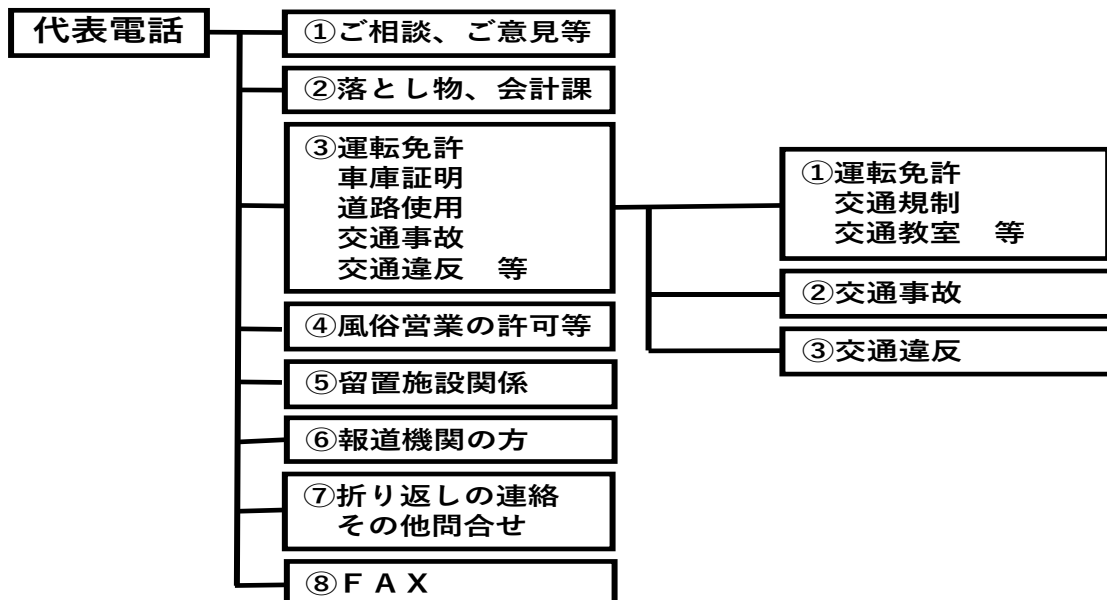 代表電話
①ご相談、ご意見等
②落とし物、会計課
③運転免許
車庫証明
道路使用
交通事故
交通違反　等
④風俗営業の許可等
⑤留置施設関係
⑥報道機関の方
⑦折り返しの連絡
その他問合せ
⑧ＦＡＸ
①運転免許
交通規制
交通教室　等
②交通事故
③交通違反